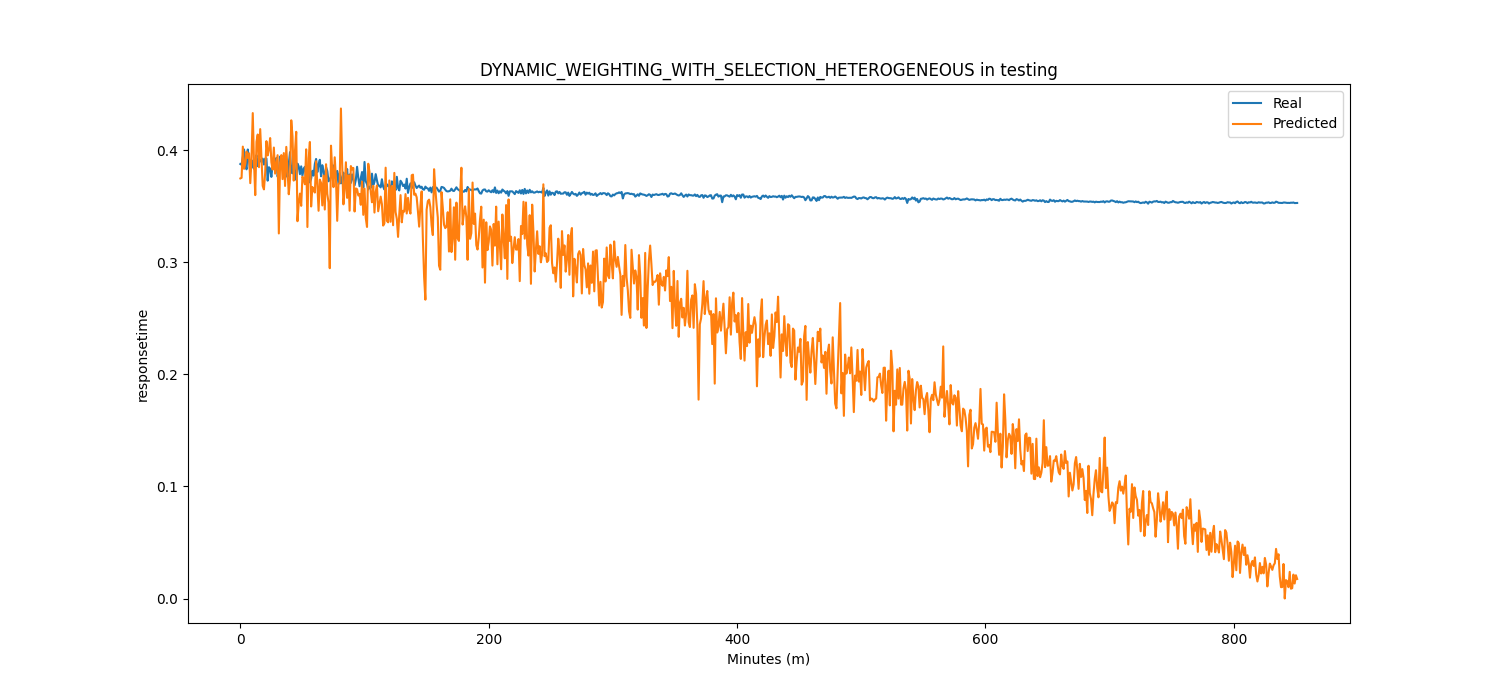 DYNAMIC_WEIGHTING_WITH_SELECTION_HETEROGENEOUS in testing
Real
Predicted
0.4
0.3
0.2
0.1
0.0
responsetime
0 200 400 600 800
Minutes (m)